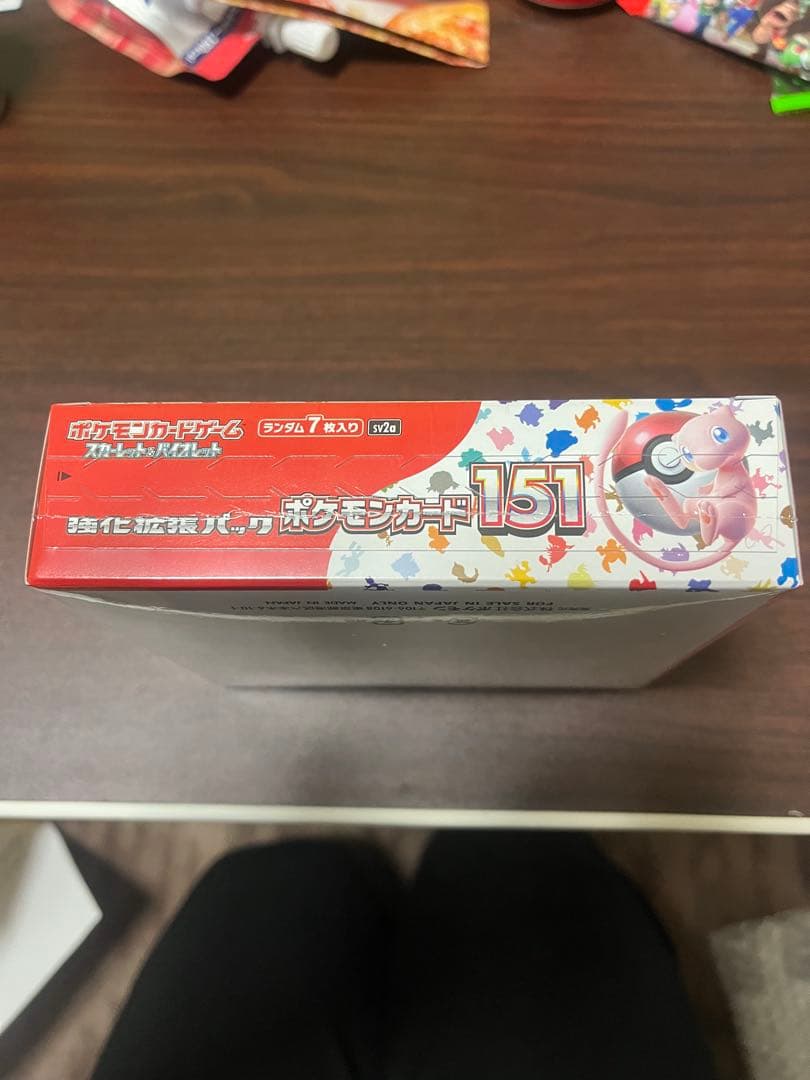 ポケモンカードゲーム
スカーレット&バイオレット
ランダム7枚入り
sv2a
強化拡張パック
ポケモンカード151
FOR SALE IN JAPAN ONLY MADE IN JAPAN